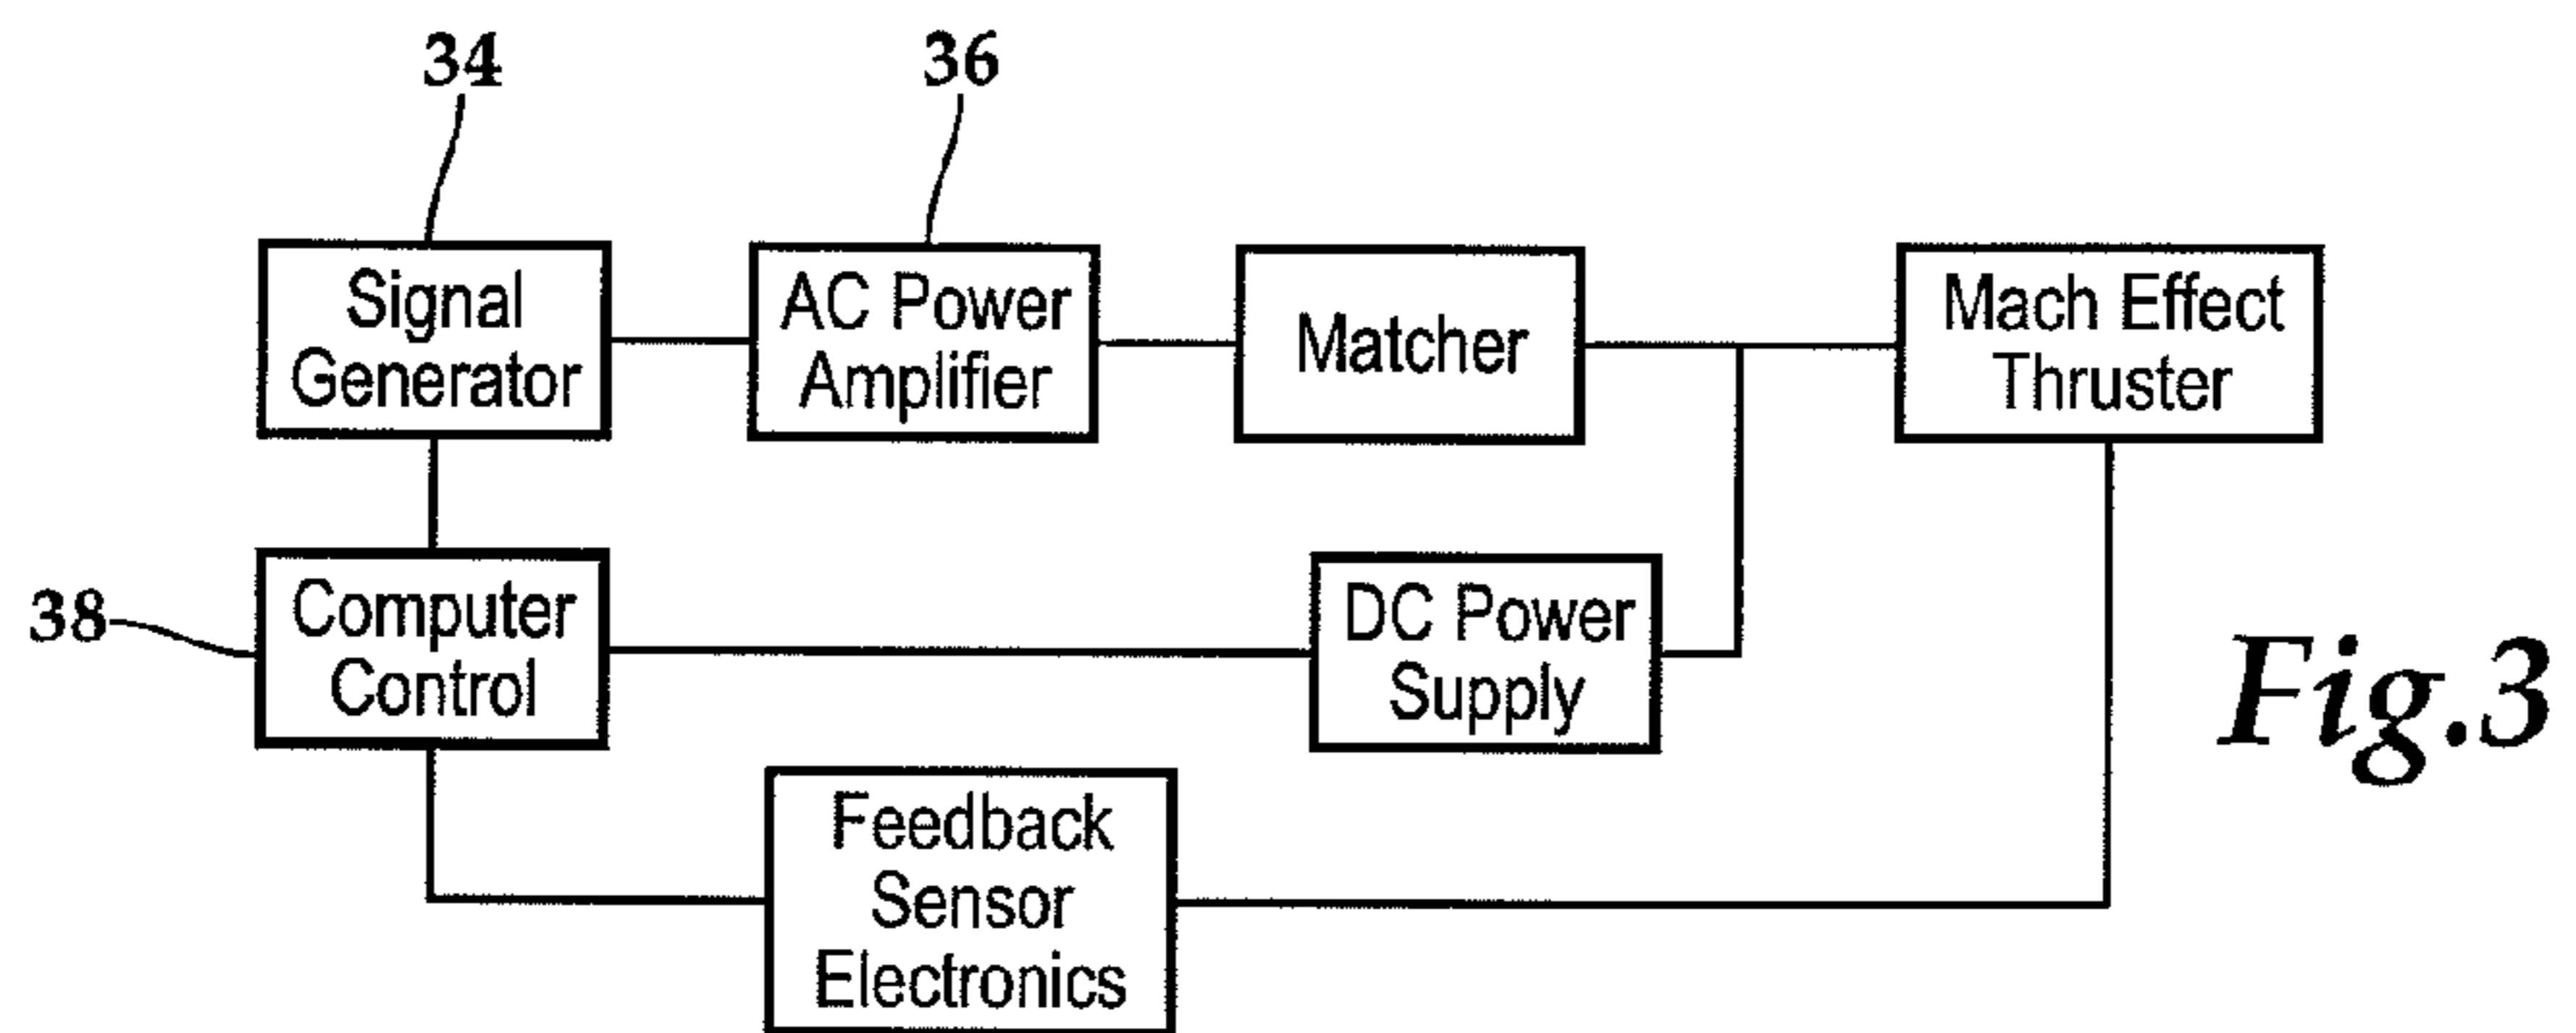 34
36
Signal
Generator
AC Power
Amplifier
Matcher
Mach Effect
Thruster
38
Computer
Control
DC Power
Supply
Fig.3
Feedback
Sensor
Electronics